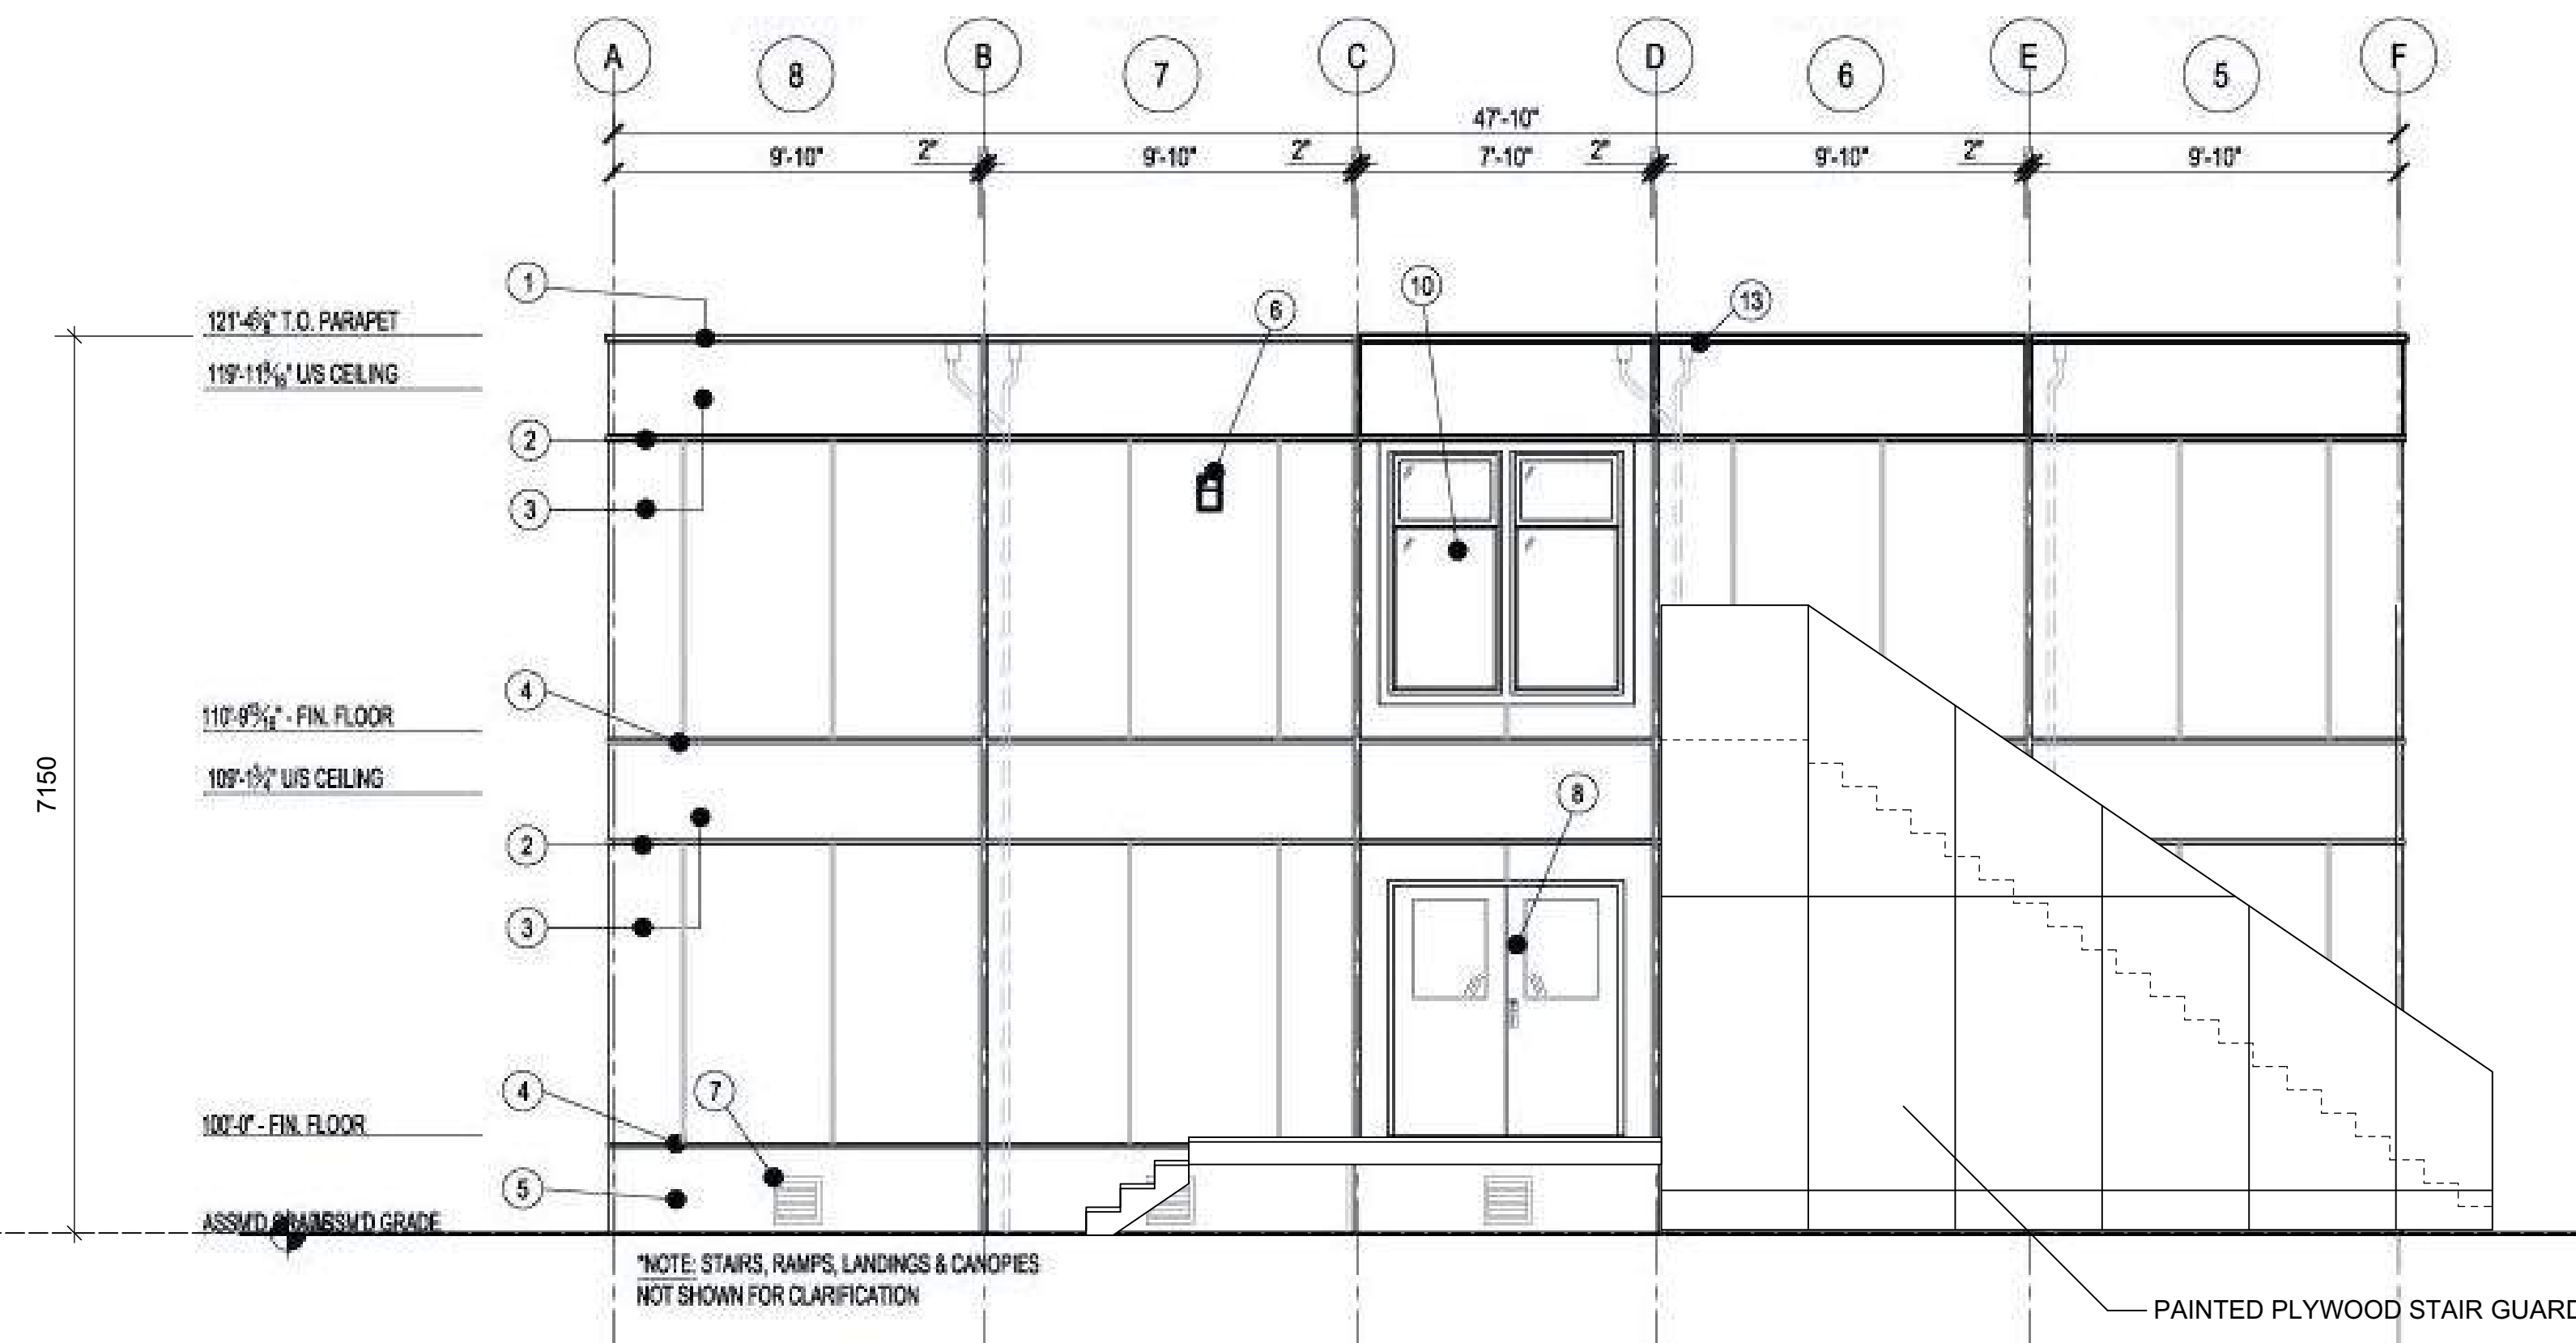 A
8
B
7
C
D
6
E
5
F
47'-10"
9'-10" 2" 9'-10" 2" 7'-10" 2" 9'-10" 2" 9'-10"
1
6
10
13
T.O. PARAPET
U/S CEILING
2
3
4
FIN. FLOOR
U/S CEILING
7150
8
2
3
4
7
100'-0" - FIN. FLOOR
5
ASSM'D GRADE
*NOTE: STAIRS, RAMPS, LANDINGS & CANOPIES
NOT SHOWN FOR CLARIFICATION
PAINTED PLYWOOD STAIR GUARD